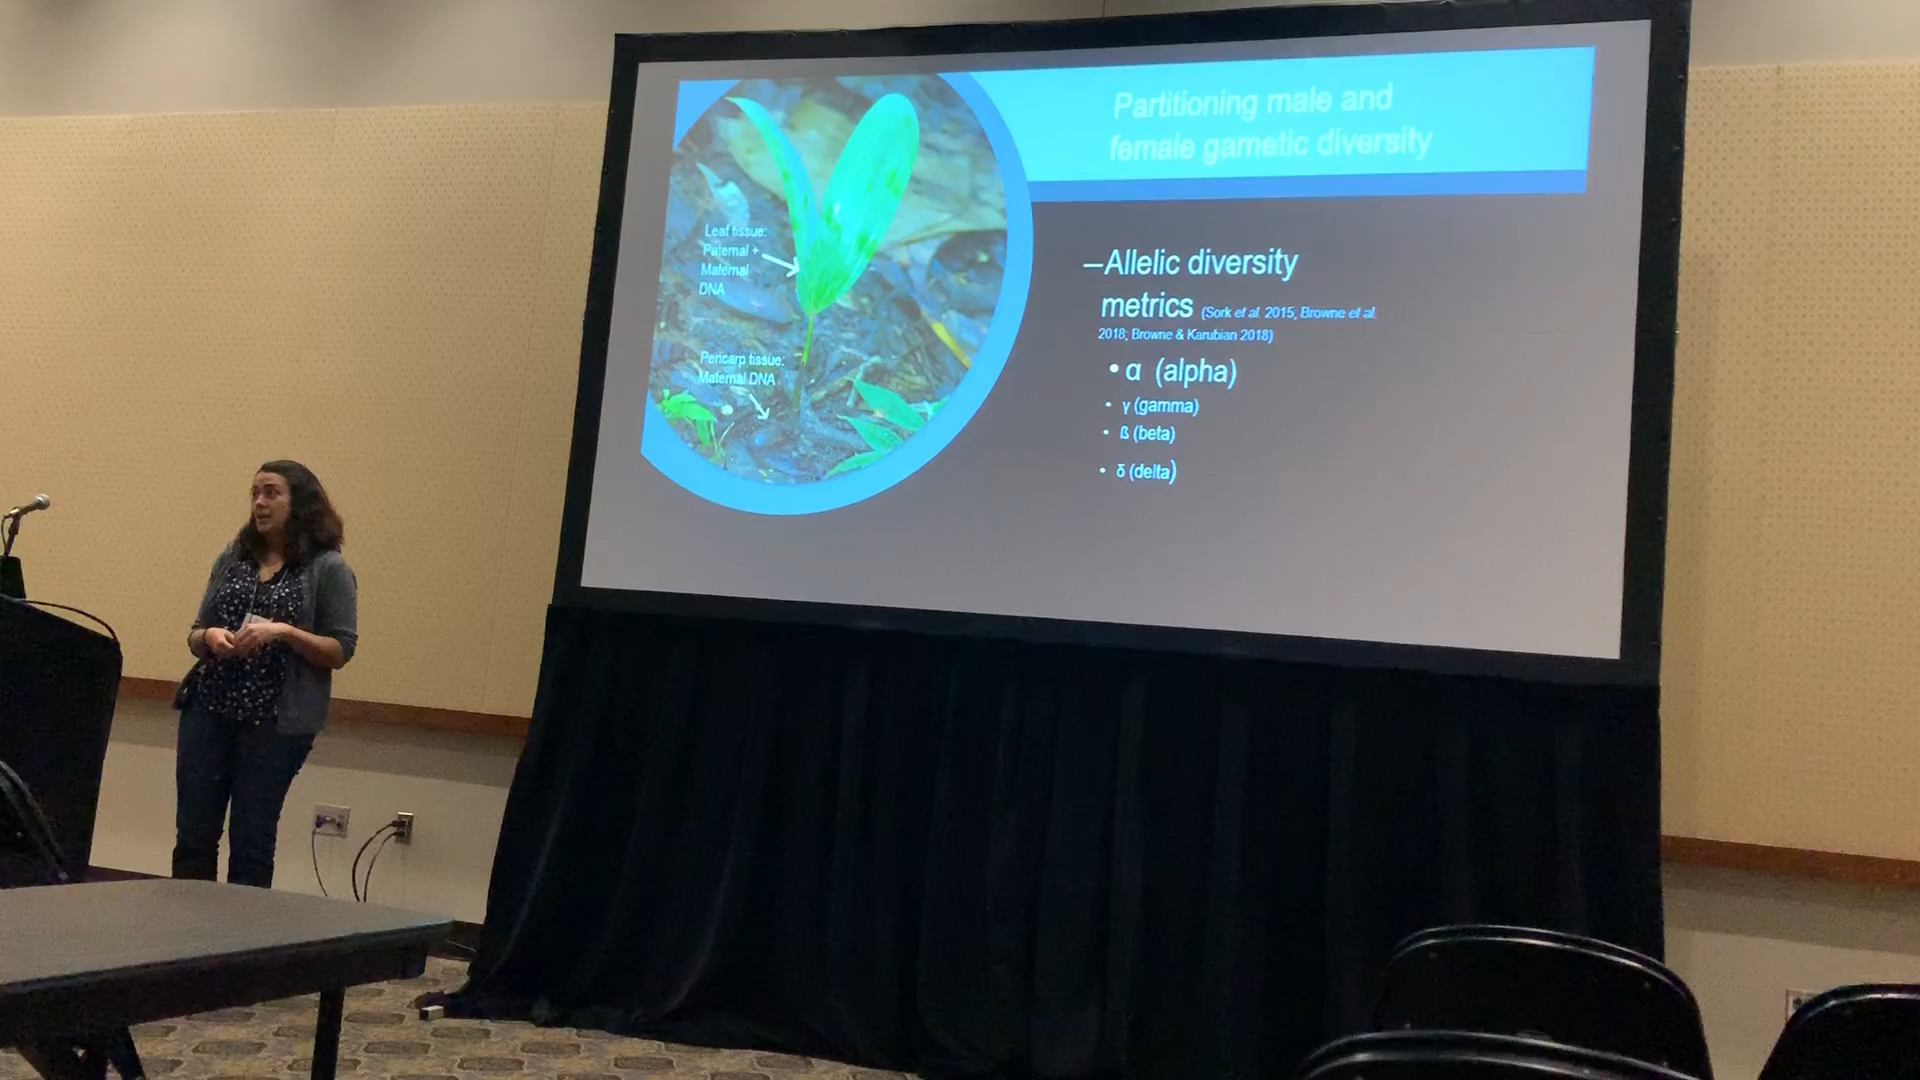 Partitioning male and
female gametic diversity
Leaf tissue:
Paternal +
Maternal
DNA
Pericarp tissue:
Maternal DNA
–Allelic diversity
metrics (Sork et al. 2015; Browne et al.
2018; Browne & Karubian 2018)
• α (alpha)
• γ (gamma)
• ß (beta)
• δ (delta)